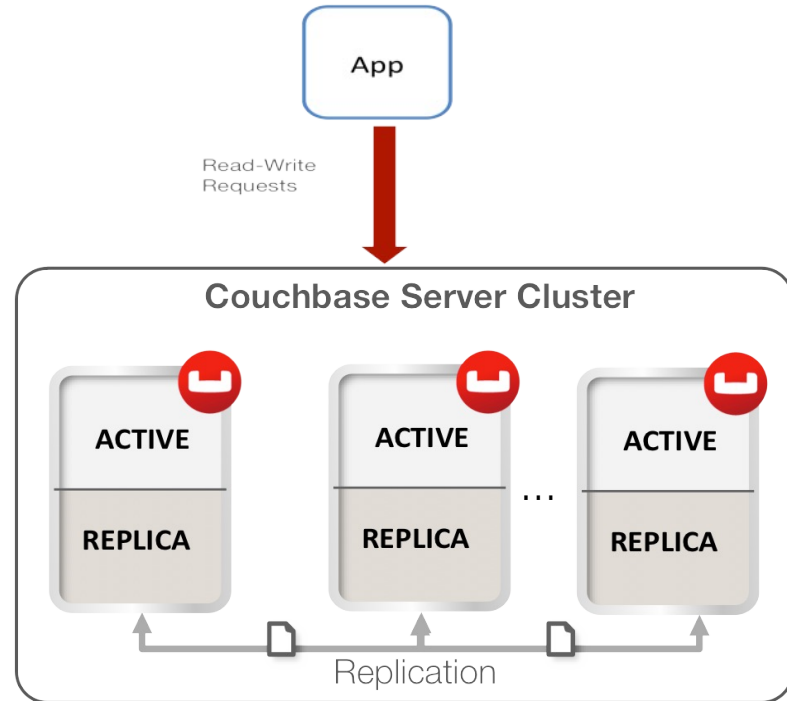 App
Read-Write
Requests
Couchbase Server Cluster
ACTIVE
ACTIVE
ACTIVE
REPLICA
REPLICA
...
REPLICA
Replication